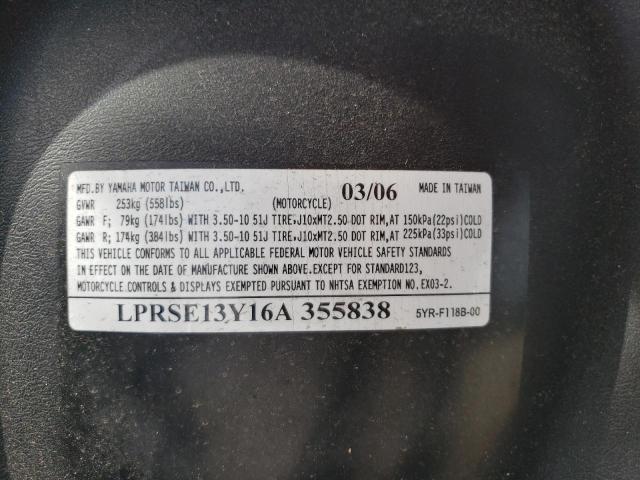 MFD.BY YAMAHA MOTOR TAIWAN CO.,LTD. 03/06 MADE IN TAIWAN
GVWR 253kg (558lbs) (MOTORCYCLE)
GAWR F; 79kg (174lbs) WITH 3.50-10 51J TIRE,J10xMT2.50 DOT RIM,AT 150kPa(22psi)COLD
GAWR R; 174kg (384lbs) WITH 3.50-10 51J TIRE,J10xMT2.50 DOT RIM,AT 225kPa(33psi)COLD
THIS VEHICLE CONFORMS TO ALL APPLICABLE FEDERAL MOTOR VEHICLE SAFETY STANDARDS
IN EFFECT ON THE DATE OF MANUFACTURE SHOWN ABOVE.EXCEPT FOR STANDARD123,
MOTORCYCLE CONTROLS & DISPLAYS EXEMPTED PURSUANT TO NHTSA EXEMPTION NO.EX03-2.
LPRSE13Y16A 355838 5YR-F118B-00